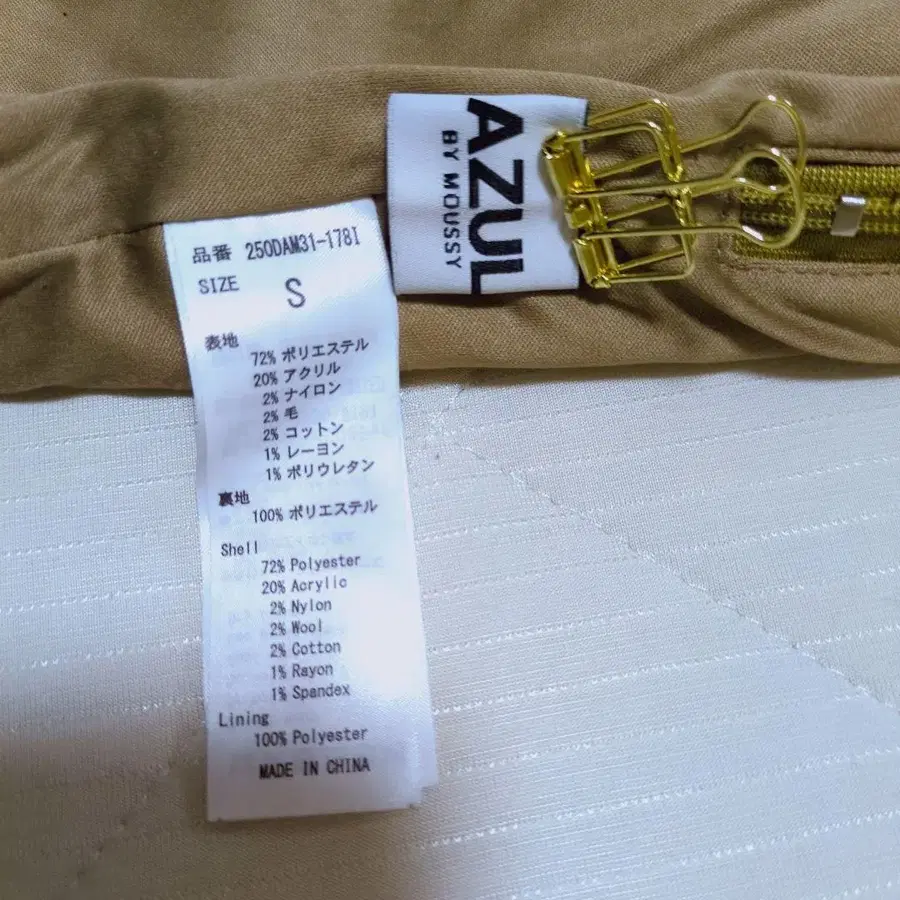 AZUL
BY MOUSSY
品番 250DAM31-178I
SIZE S
表地
72% ポリエステル
20% アクリル
2% ナイロン
2% 毛
2% コットン
1% レーヨン
1% ポリウレタン
裏地
100% ポリエステル
Shell
72% Polyester
20% Acrylic
2% Nylon
2% Wool
2% Cotton
1% Rayon
1% Spandex
Lining
100% Polyester
MADE IN CHINA